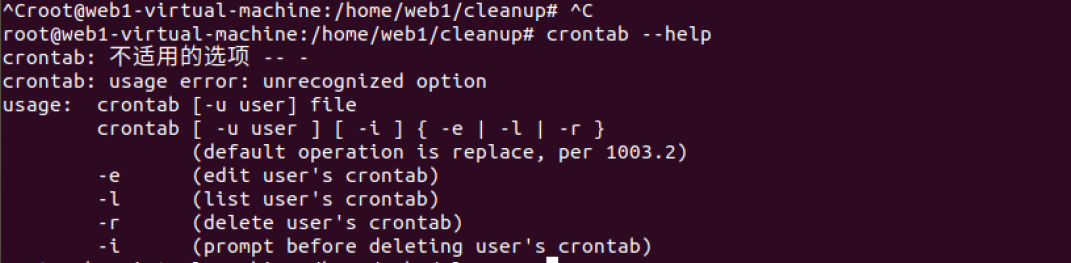 ^Croot@web1-virtual-machine:/home/web1/cleanup# ^C
root@web1-virtual-machine:/home/web1/cleanup# crontab --help
crontab: 不适用的选项 -- -
crontab: usage error: unrecognized option
usage:  crontab [-u user] file
        crontab [ -u user ] [ -i ] { -e | -l | -r }
                (default operation is replace, per 1003.2)
        -e      (edit user's crontab)
        -l      (list user's crontab)
        -r      (delete user's crontab)
        -i      (prompt before deleting user's crontab)